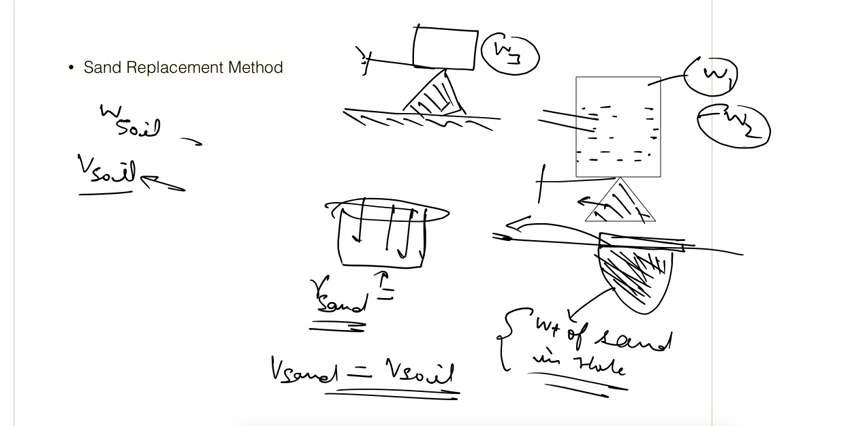 • Sand Replacement Method
W3
W1
W2
Wsoil
Vsoil
Vsand =
wt of sand
in Hole
Vsand = Vsoil